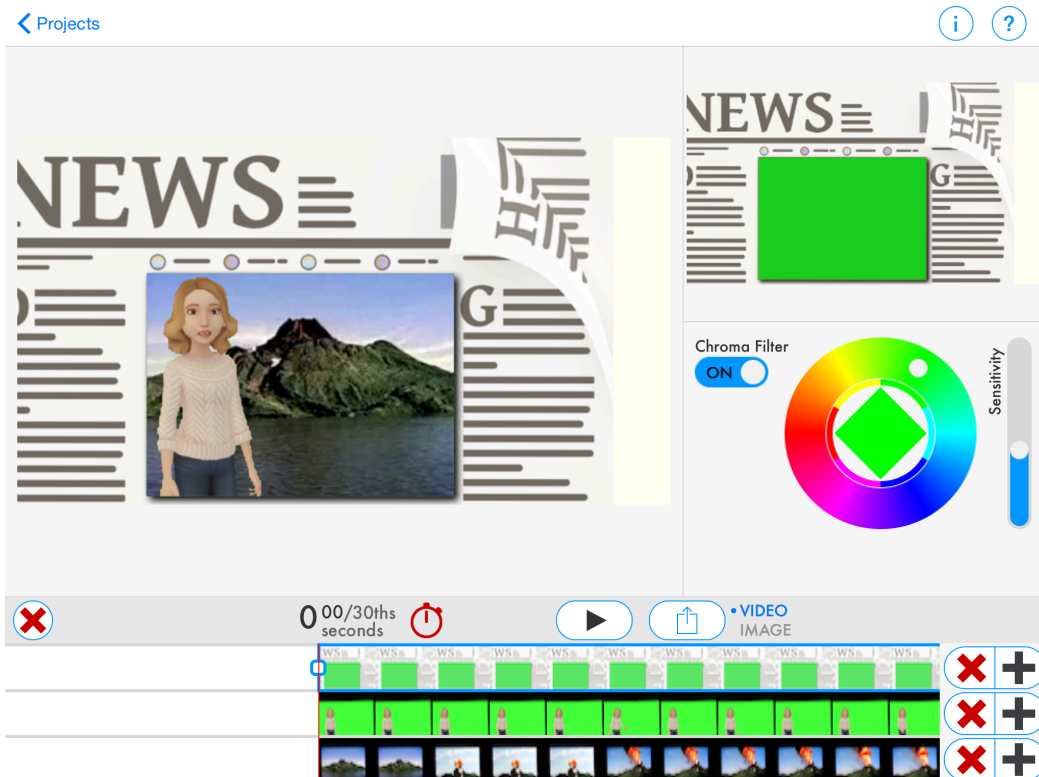 Projects
i
?
NEWS
H
G
NEWS
H
G
Chroma Filter
ON
Sensitivity
0 00/30ths
seconds
• VIDEO
IMAGE